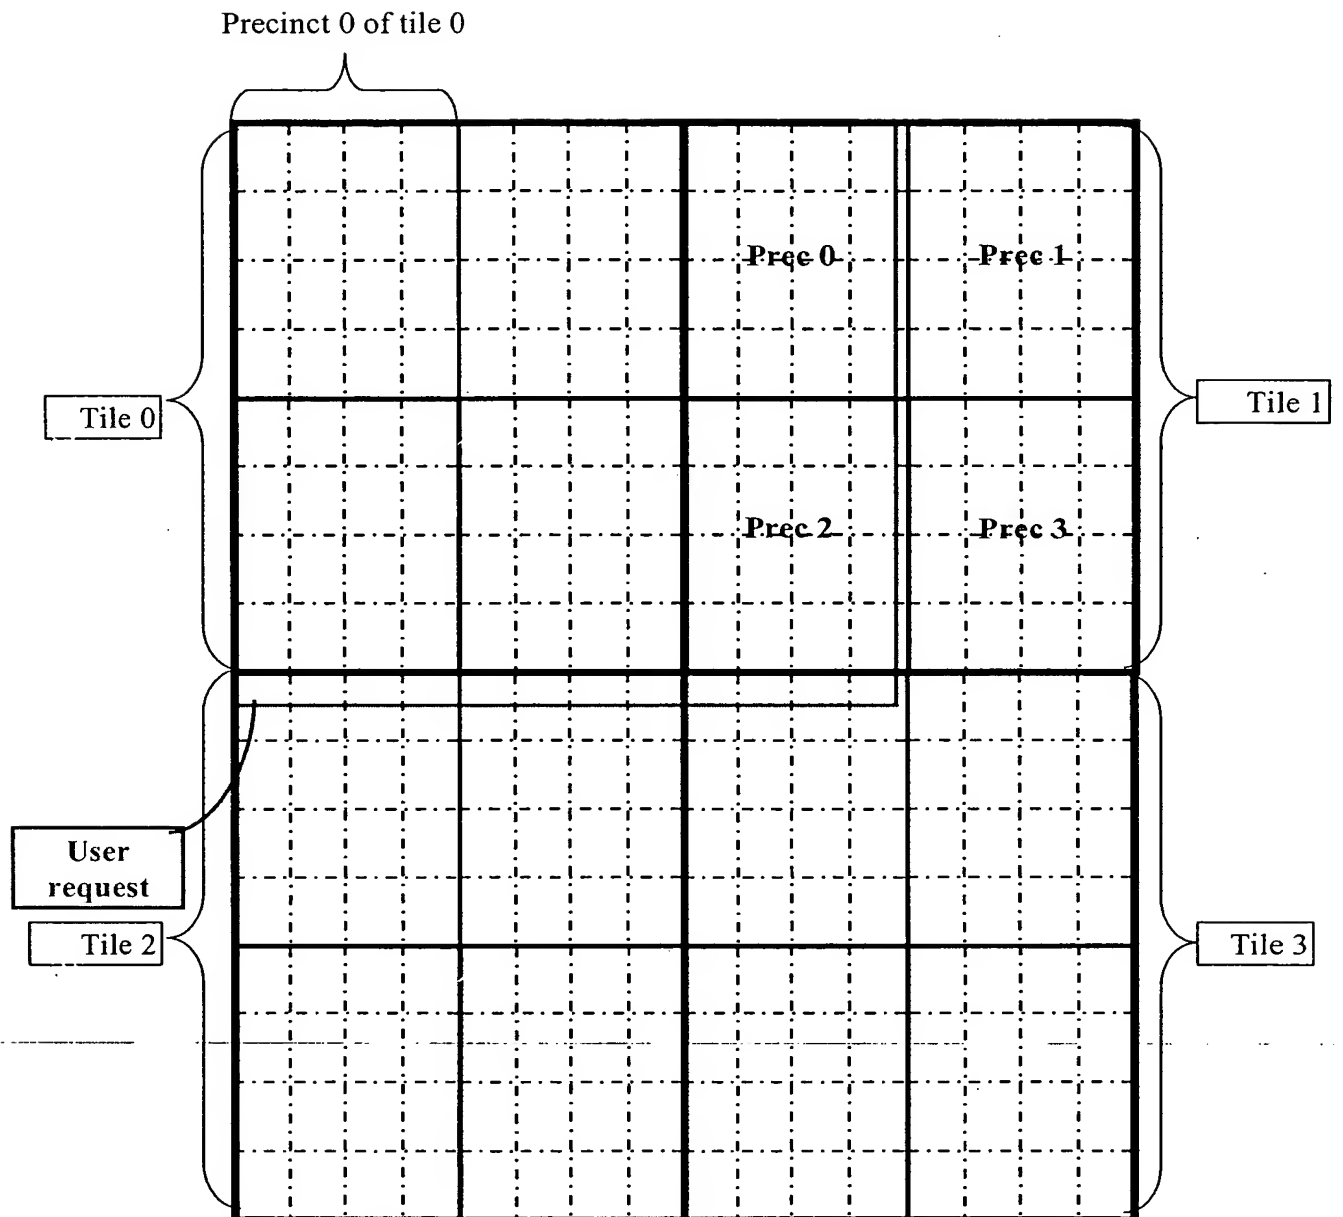 Precinct 0 of tile 0
Prec 0
Prec 1
Tile 0
Tile 1
Prec 2
Prec 3
User
request
Tile 2
Tile 3